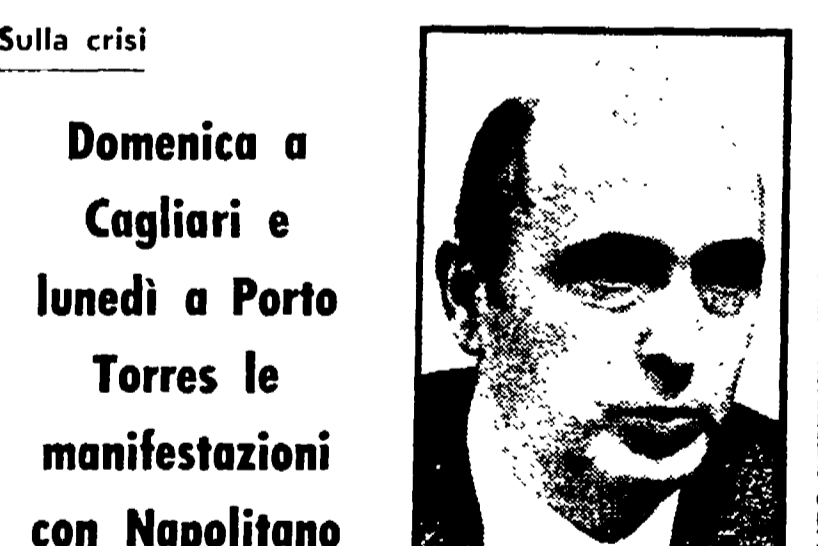 Sulla crisi
Domenica a
Cagliari e
lunedì a Porto
Torres le
manifestazioni
con Napolitano